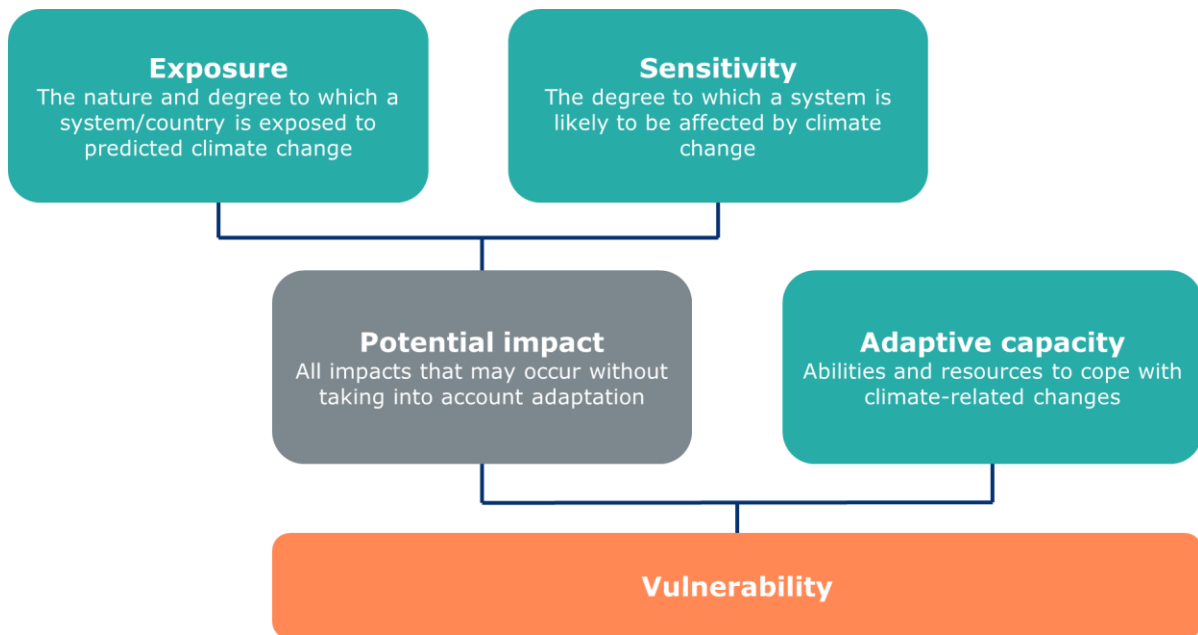 Exposure
The nature and degree to which a
system/country is exposed to
predicted climate change
Sensitivity
The degree to which a system is
likely to be affected by climate
change
Potential impact
All impacts that may occur without
taking into account adaptation
Adaptive capacity
Abilities and resources to cope with
climate-related changes
Vulnerability